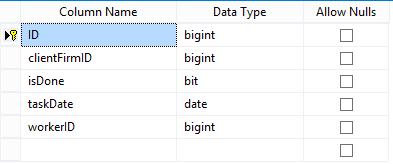 Column Name Data Type Allow Nulls
ID bigint
clientFirmID bigint
isDone bit
taskDate date
workerID bigint